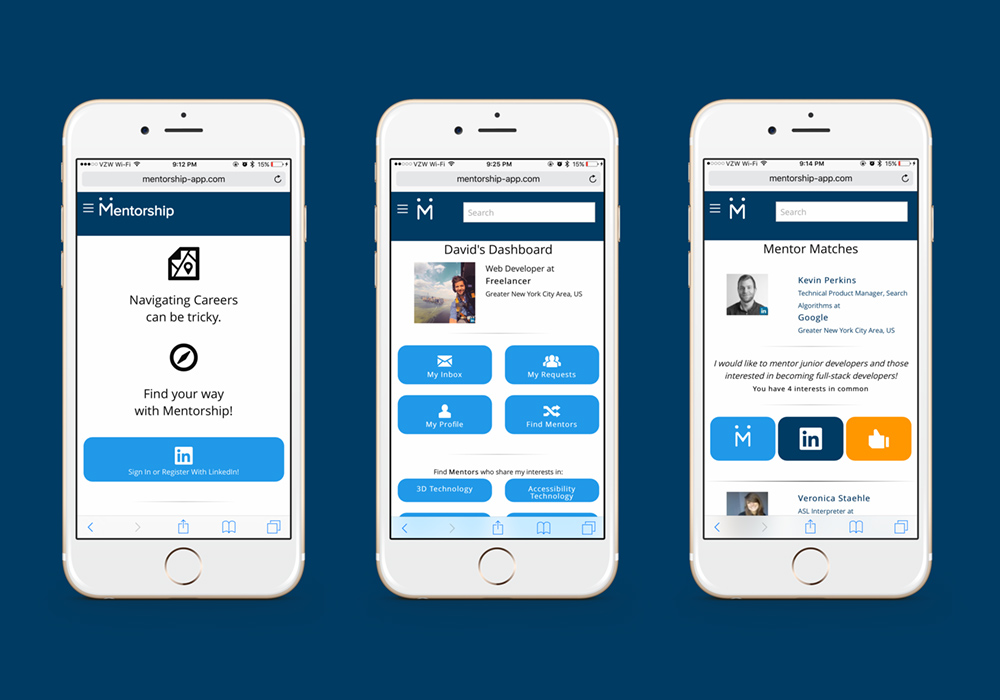 VZW Wi-Fi 9:12 PM 15%
mentorship-app.com
Mentorship
Navigating Careers
can be tricky.
Find your way
with Mentorship!
in
Sign In or Register With LinkedIn!
VZW Wi-Fi 9:25 PM 15%
mentorship-app.com
M Search
David's Dashboard
Web Developer at
Freelancer
Greater New York City Area, US
My Inbox My Requests
My Profile Find Mentors
Find Mentors who share my interests in:
3D Technology Accessibility
Technology
VZW Wi-Fi 9:14 PM 15%
mentorship-app.com
M Search
Mentor Matches
Kevin Perkins
Technical Product Manager, Search
Algorithms at
Google
Greater New York City Area, US
in
I would like to mentor junior developers and those
interested in becoming full-stack developers!
You have 4 interests in common
M in
Veronica Staehle
ASL Interpreter at